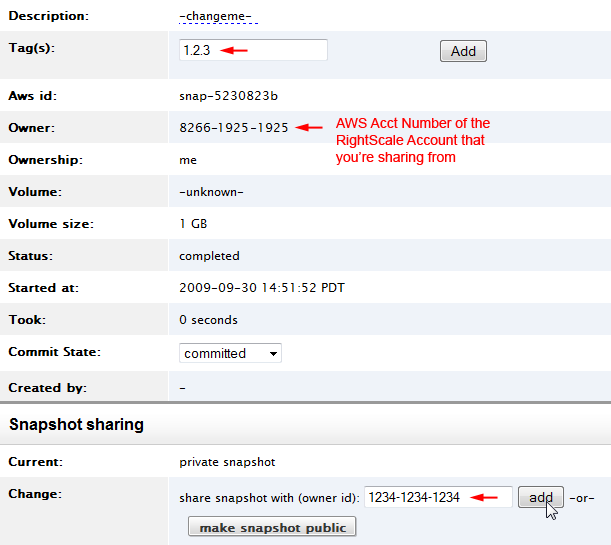 Description: -changeme-
Tag(s): 1.2.3 Add
Aws id: snap-5230823b
Owner: 8266-1925-1925 AWS Acct Number of the
RightScale Account that
you're sharing from
Ownership: me
Volume: -unknown-
Volume size: 1 GB
Status: completed
Started at: 2009-09-30 14:51:52 PDT
Took: 0 seconds
Commit State: committed
Created by: -
Snapshot sharing
Current: private snapshot
Change: share snapshot with (owner id): 1234-1234-1234 add -or-
make snapshot public